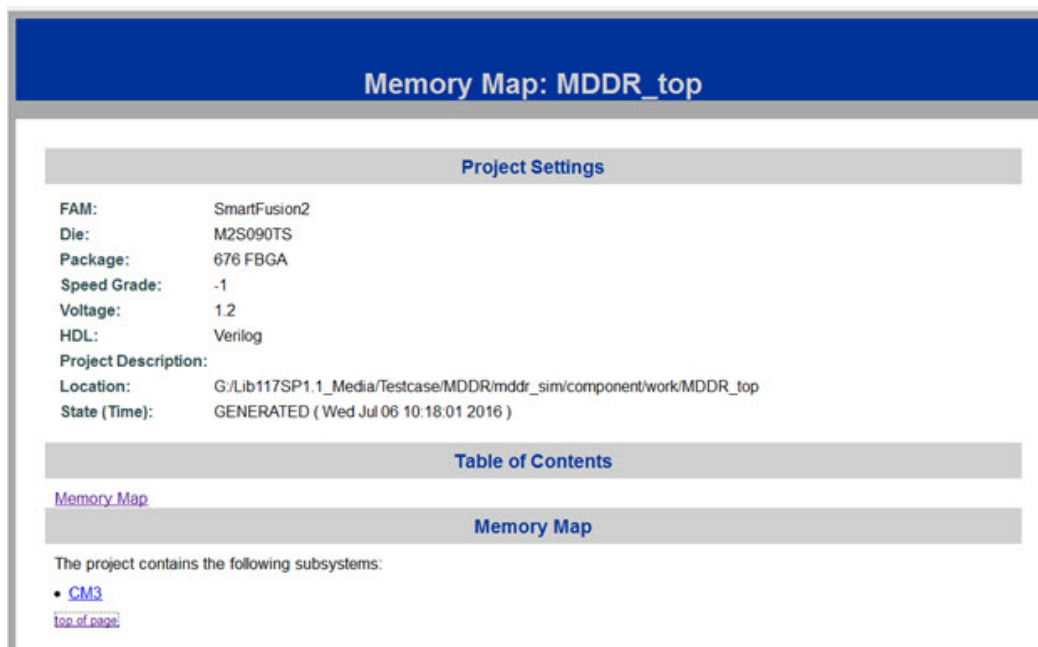 Memory Map: MDDR_top
Project Settings
FAM: SmartFusion2
Die: M2S090TS
Package: 676 FBGA
Speed Grade: -1
Voltage: 1.2
HDL: Verilog
Project Description:
Location: G:/Lib117SP1.1_Media/Testcase/MDDR/mddr_sim/component/work/MDDR_top
State (Time): GENERATED ( Wed Jul 06 10:18:01 2016 )
Table of Contents
Memory Map
Memory Map
The project contains the following subsystems:
• CM3
top of page